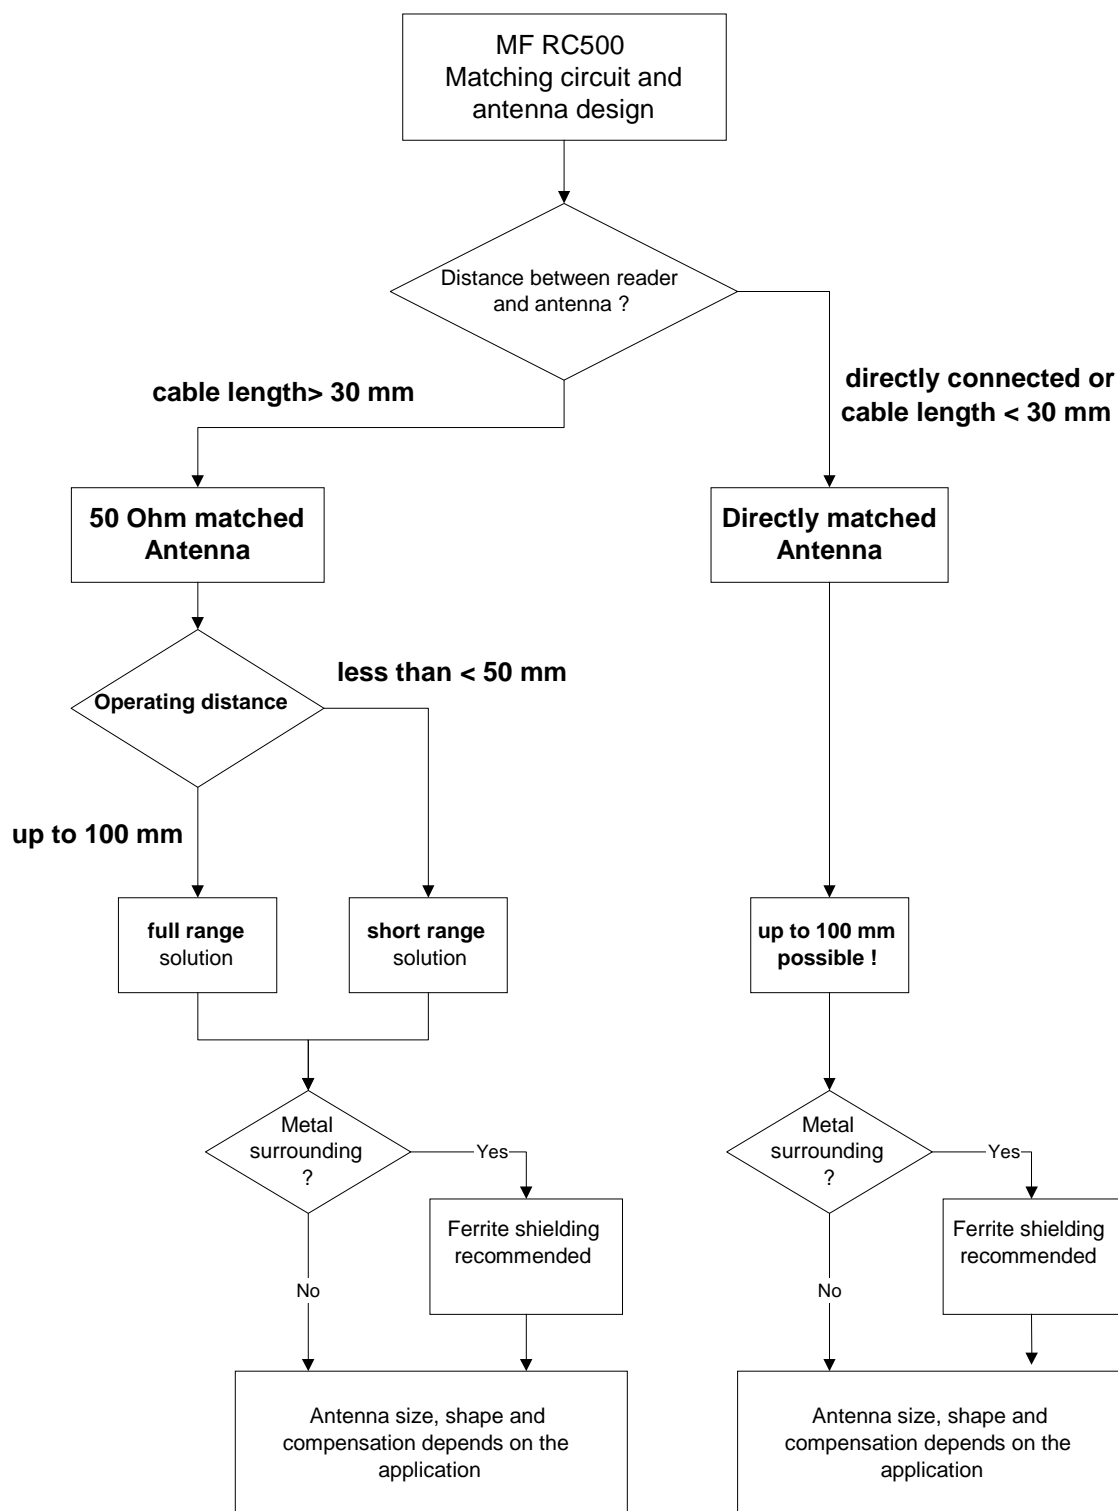 MF RC500
Matching circuit and
antenna design
Distance between reader
and antenna ?
cable length> 30 mm
directly connected or
cable length < 30 mm
50 Ohm matched
Antenna
Directly matched
Antenna
Operating distance
less than < 50 mm
up to 100 mm
full range
solution
short range
solution
up to 100 mm
possible !
Metal
surrounding
?
Yes
Metal
surrounding
?
Yes
Ferrite shielding
recommended
Ferrite shielding
recommended
No
No
Antenna size, shape and
compensation depends on the
application
Antenna size, shape and
compensation depends on the
application